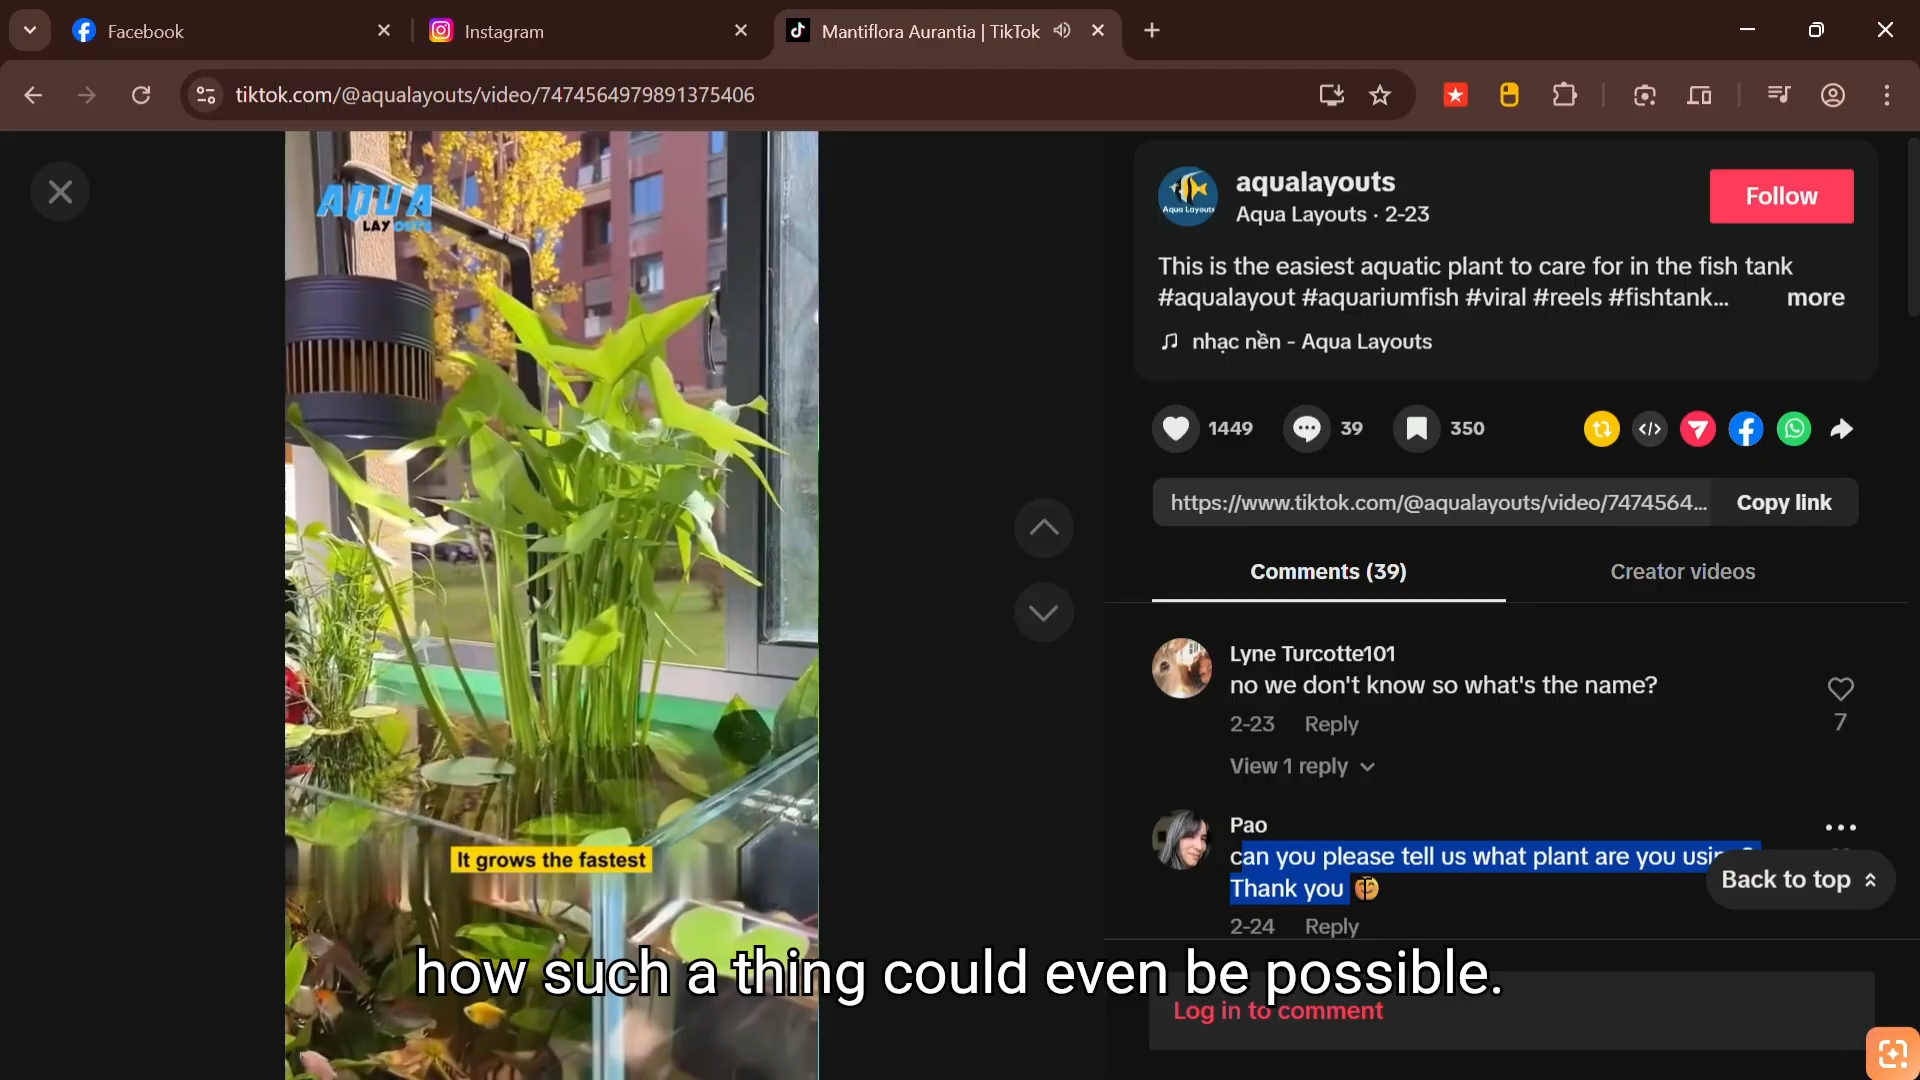 Facebook
Instagram
Mantiflora Aurantia | TikTok
tiktok.com/@aqualayouts/video/7474564979891375406
AQUA
LAYOUTS
It grows the fastest
Aqua Layouts
aqualayouts
Aqua Layouts · 2-23
Follow
This is the easiest aquatic plant to care for in the fish tank
#aqualayout #aquariumfish #viral #reels #fishtank... more
nhạc nền - Aqua Layouts
1449
39
350
https://www.tiktok.com/@aqualayouts/video/7474564... Copy link
Comments (39)
Creator videos
Lyne Turcotte101
no we don't know so what's the name?
7
2-23 Reply
View 1 reply
Pao
can you please tell us what plant are you using?
Thank you 😊
Back to top
2-24 Reply
how such a thing could even be possible.
Log in to comment